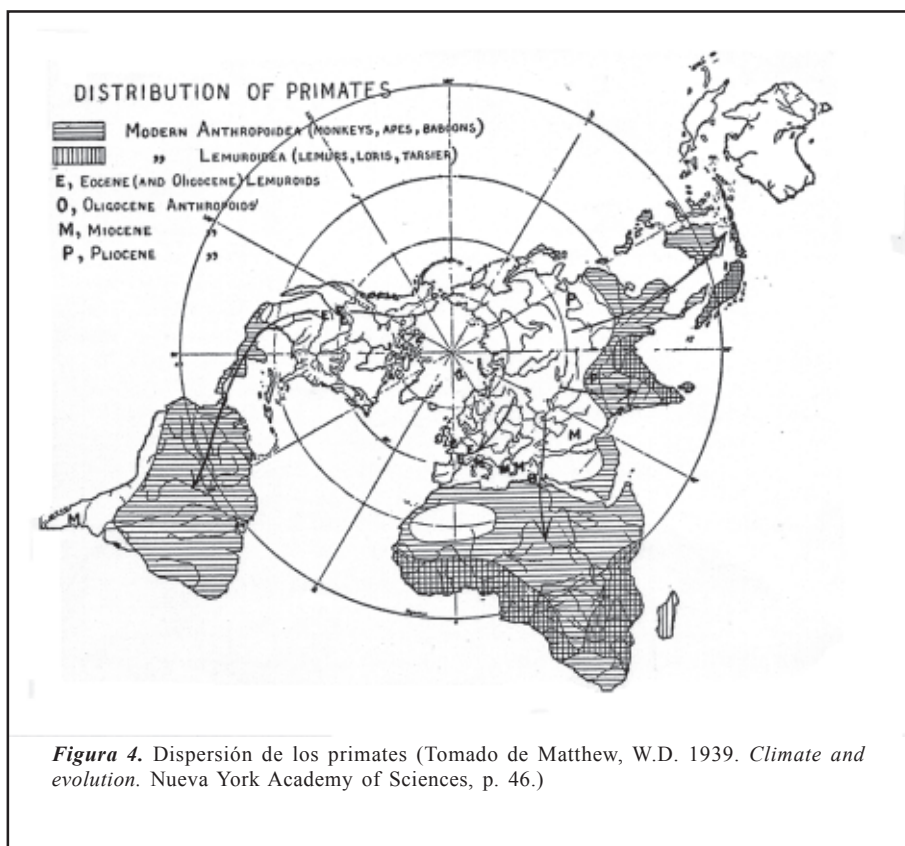 DISTRIBUTION OF PRIMATES
MODERN ANTHROPOIDEA (MONKEYS, APES, BABOONS)
" LEMUROIDEA (LEMURS, LORIS, TARSIER)
E, EOCENE (AND OLIGOCENE) LEMUROIDS
O, OLIGOCENE ANTHROPOIDS
M, MIOCENE "
P, PLIOCENE "
P
E
P
M
M
M
Figura 4. Dispersión de los primates (Tomado de Matthew, W.D. 1939. Climate and
evolution. Nueva York Academy of Sciences, p. 46.)